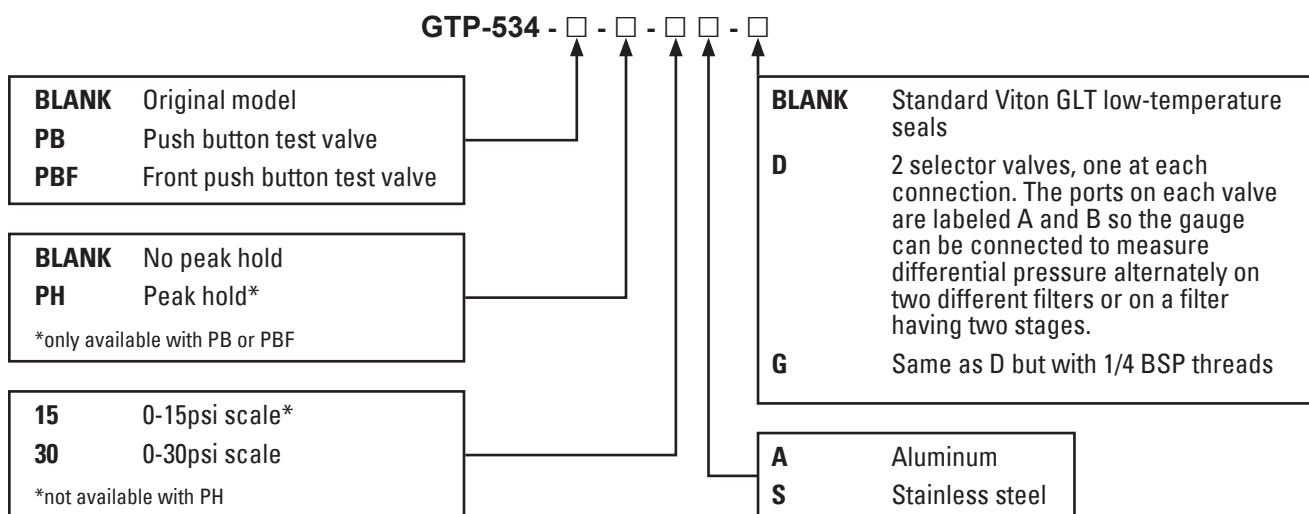 GTP-534 - □ - □ - □ □ - □
BLANK Original model
PB Push button test valve
PBF Front push button test valve
BLANK No peak hold
PH Peak hold*
*only available with PB or PBF
15 0-15psi scale*
30 0-30psi scale
*not available with PH
BLANK Standard Viton GLT low-temperature
seals
D 2 selector valves, one at each
connection. The ports on each valve
are labeled A and B so the gauge
can be connected to measure
differential pressure alternately on
two different filters or on a filter
having two stages.
G Same as D but with 1/4 BSP threads
A Aluminum
S Stainless steel